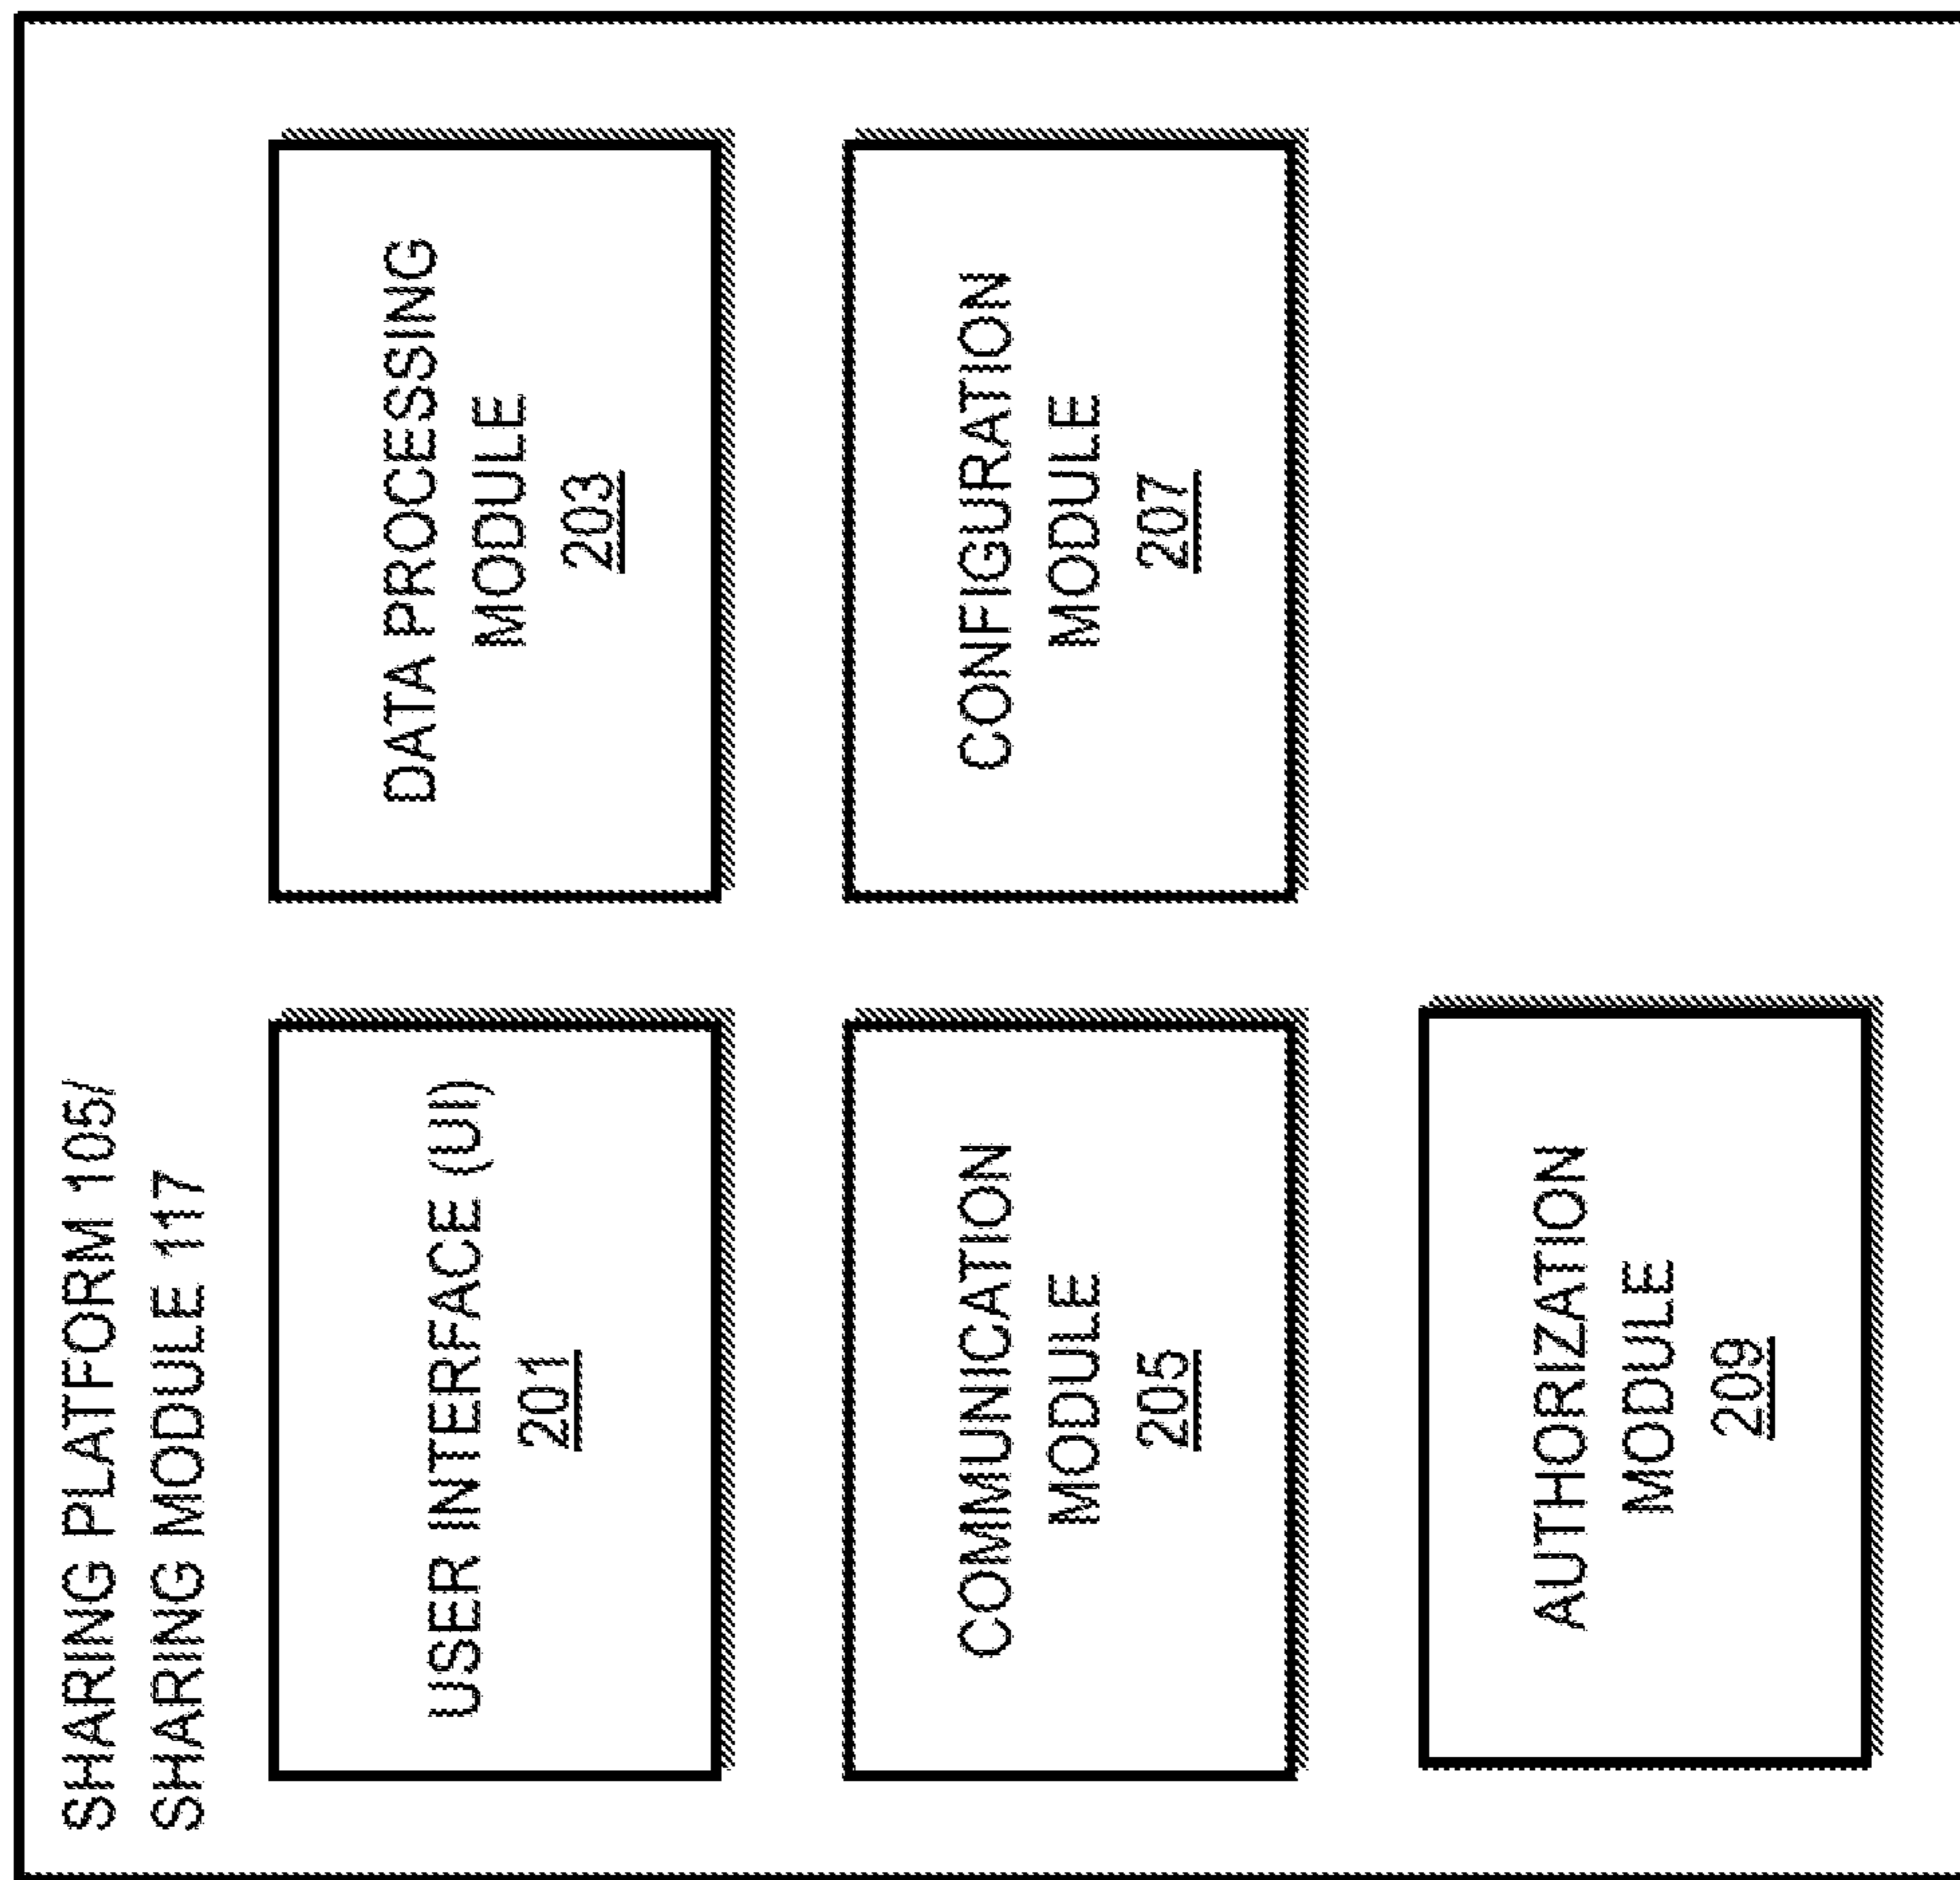 SHARING PLATFORM 105/
SHARING MODULE 117
USER INTERFACE (UI)
201
DATA PROCESSING
MODULE
203
COMMUNICATION
MODULE
205
CONFIGURATION
MODULE
207
AUTHORIZATION
MODULE
209